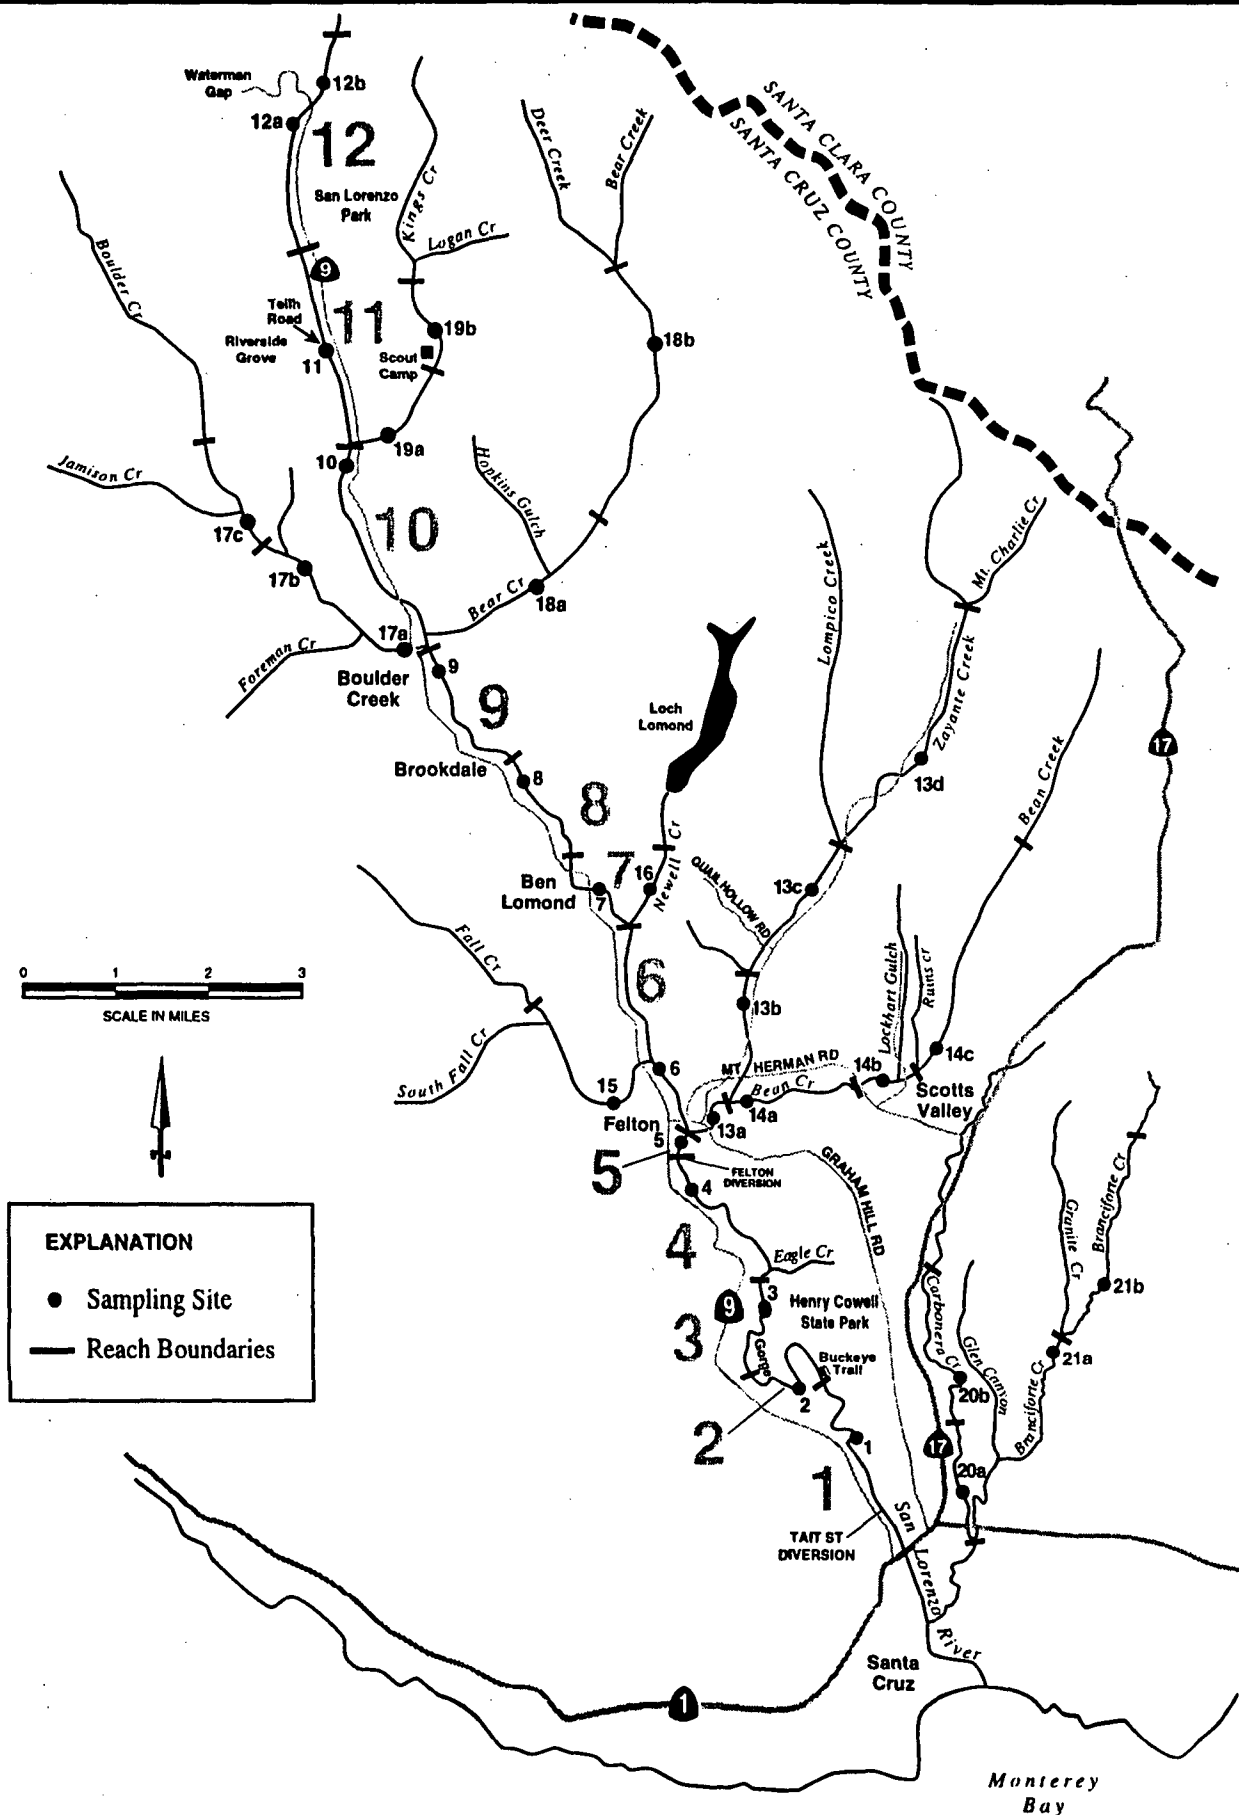 Waterman
Gap
12b
12a
12
San Lorenzo
Park
Kings Cr
Logan Cr
Deer Creek
Bear Creek
SANTA CLARA COUNTY
SANTA CRUZ COUNTY
Boulder Cr
9
Teilh
Road
Riverside
Grove
11
11
19b
Scout
Camp
18b
19a
10
Jamison Cr
Hopkins Gulch
10
17c
17b
Bear Cr
18a
Lompico Creek
Mt. Charlie Cr
17a
Foreman Cr
Boulder
Creek
9
9
Loch
Lomond
Zayante Creek
17
Brookdale
8
8
13d
Bean Creek
7
16
Newell Cr
QUAIL HOLLOW RD
13c
Ben
Lomond
7
Fall Cr
6
13b
Lockhart Gulch
Ruins cr
0 1 2 3
SCALE IN MILES
South Fall Cr
6
MT. HERMAN RD
14b
14c
15
Bean Cr
14a
Scotts
Valley
Felton
13a
5
5
FELTON
DIVERSION
GRAHAM HILL RD
4
4
Eagle Cr
Granite Cr
Branciforte Cr
EXPLANATION
Sampling Site
Reach Boundaries
3
9
3
Henry Cowell
State Park
Gorge
Buckeye
Trail
Carbonera Cr
Glen Canyon
21b
21a
20b
2
2
Branciforte Cr
1
17
20a
1
TAIT ST
DIVERSION
San Lorenzo River
Santa
Cruz
1
Monterey
Bay